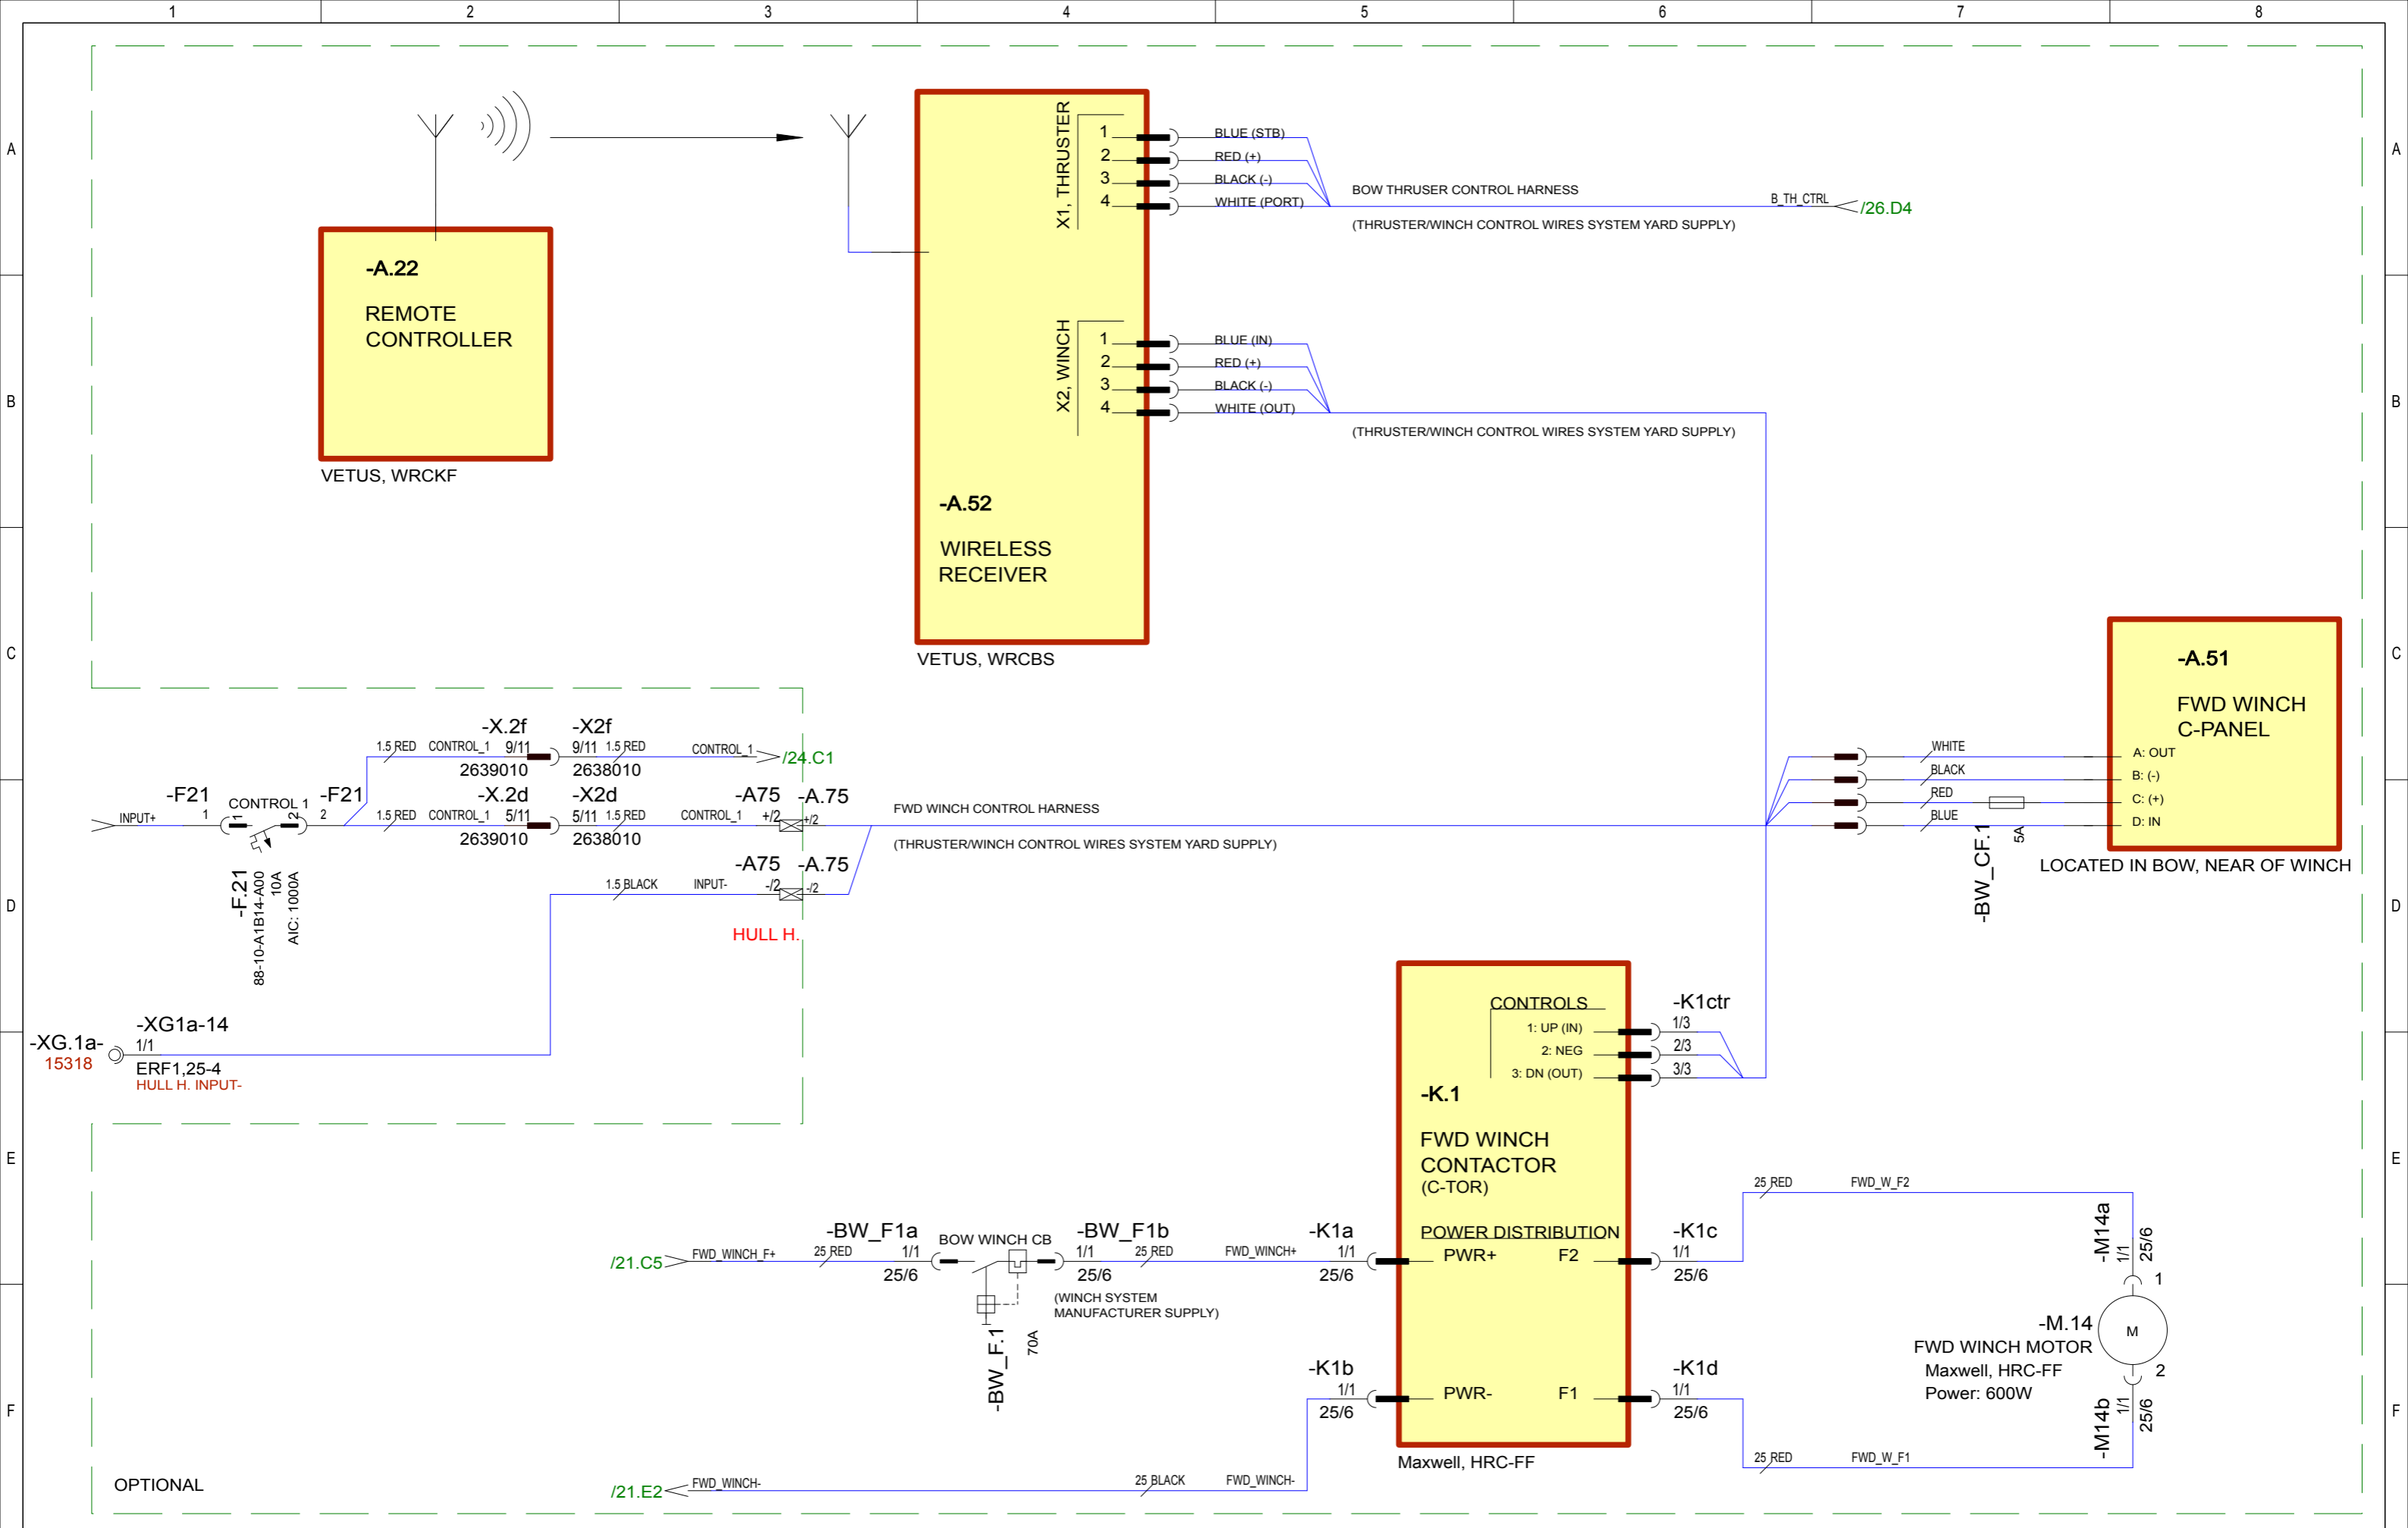 1 2 3 4 5 6 7 8
A
B
C
D
E
F
A
B
C
D
E
F
-A.22
REMOTE
CONTROLLER
VETUS, WRCKF
X1, THRUSTER
1
2
3
4
BLUE (STB)
RED (+)
BLACK (-)
WHITE (PORT)
BOW THRUSER CONTROL HARNESS
(THRUSTER/WINCH CONTROL WIRES SYSTEM YARD SUPPLY)
B_TH_CTRL
/26.D4
X2, WINCH
1
2
3
4
BLUE (IN)
RED (+)
BLACK (-)
WHITE (OUT)
(THRUSTER/WINCH CONTROL WIRES SYSTEM YARD SUPPLY)
-A.52
WIRELESS
RECEIVER
VETUS, WRCBS
-A.51
FWD WINCH
C-PANEL
A: OUT
B: (-)
C: (+)
D: IN
WHITE
BLACK
RED
BLUE
-BW_CF.1
5A
LOCATED IN BOW, NEAR OF WINCH
-X.2f
-X2f
1.5 RED
CONTROL_1
9/11
9/11
1.5 RED
CONTROL_1
/24.C1
2639010
2638010
-F21
CONTROL 1
-F21
INPUT+
1
1
2
2
-X.2d
-X2d
1.5 RED
CONTROL_1
5/11
5/11
1.5 RED
CONTROL_1
2639010
2638010
-A75
-A.75
+/2
+/2
FWD WINCH CONTROL HARNESS
(THRUSTER/WINCH CONTROL WIRES SYSTEM YARD SUPPLY)
-A75
-A.75
1.5 BLACK
INPUT-
-/2
-/2
HULL H.
-F.21
88-10-A1B14-A00
10A
AIC: 1000A
-XG.1a-
15318
-XG1a-14
1/1
ERF1,25-4
HULL H. INPUT-
CONTROLS
1: UP (IN)
2: NEG
3: DN (OUT)
-K1ctr
1/3
2/3
3/3
-K.1
FWD WINCH
CONTACTOR
(C-TOR)
POWER DISTRIBUTION
PWR+
F2
PWR-
F1
Maxwell, HRC-FF
/21.C5
FWD_WINCH_F+
25 RED
-BW_F1a
1/1
25/6
BOW WINCH CB
-BW_F1b
1/1
25/6
25 RED
FWD_WINCH+
(WINCH SYSTEM
MANUFACTURER SUPPLY)
-BW_F.1
70A
-K1a
1/1
25/6
-K1c
1/1
25/6
25 RED
FWD_W_F2
-K1b
1/1
25/6
-K1d
1/1
25/6
25 RED
FWD_W_F1
-M14a
1/1
25/6
1
M
2
-M.14
FWD WINCH MOTOR
Maxwell, HRC-FF
Power: 600W
-M14b
1/1
25/6
/21.E2
FWD_WINCH-
25 BLACK
FWD_WINCH-
OPTIONAL